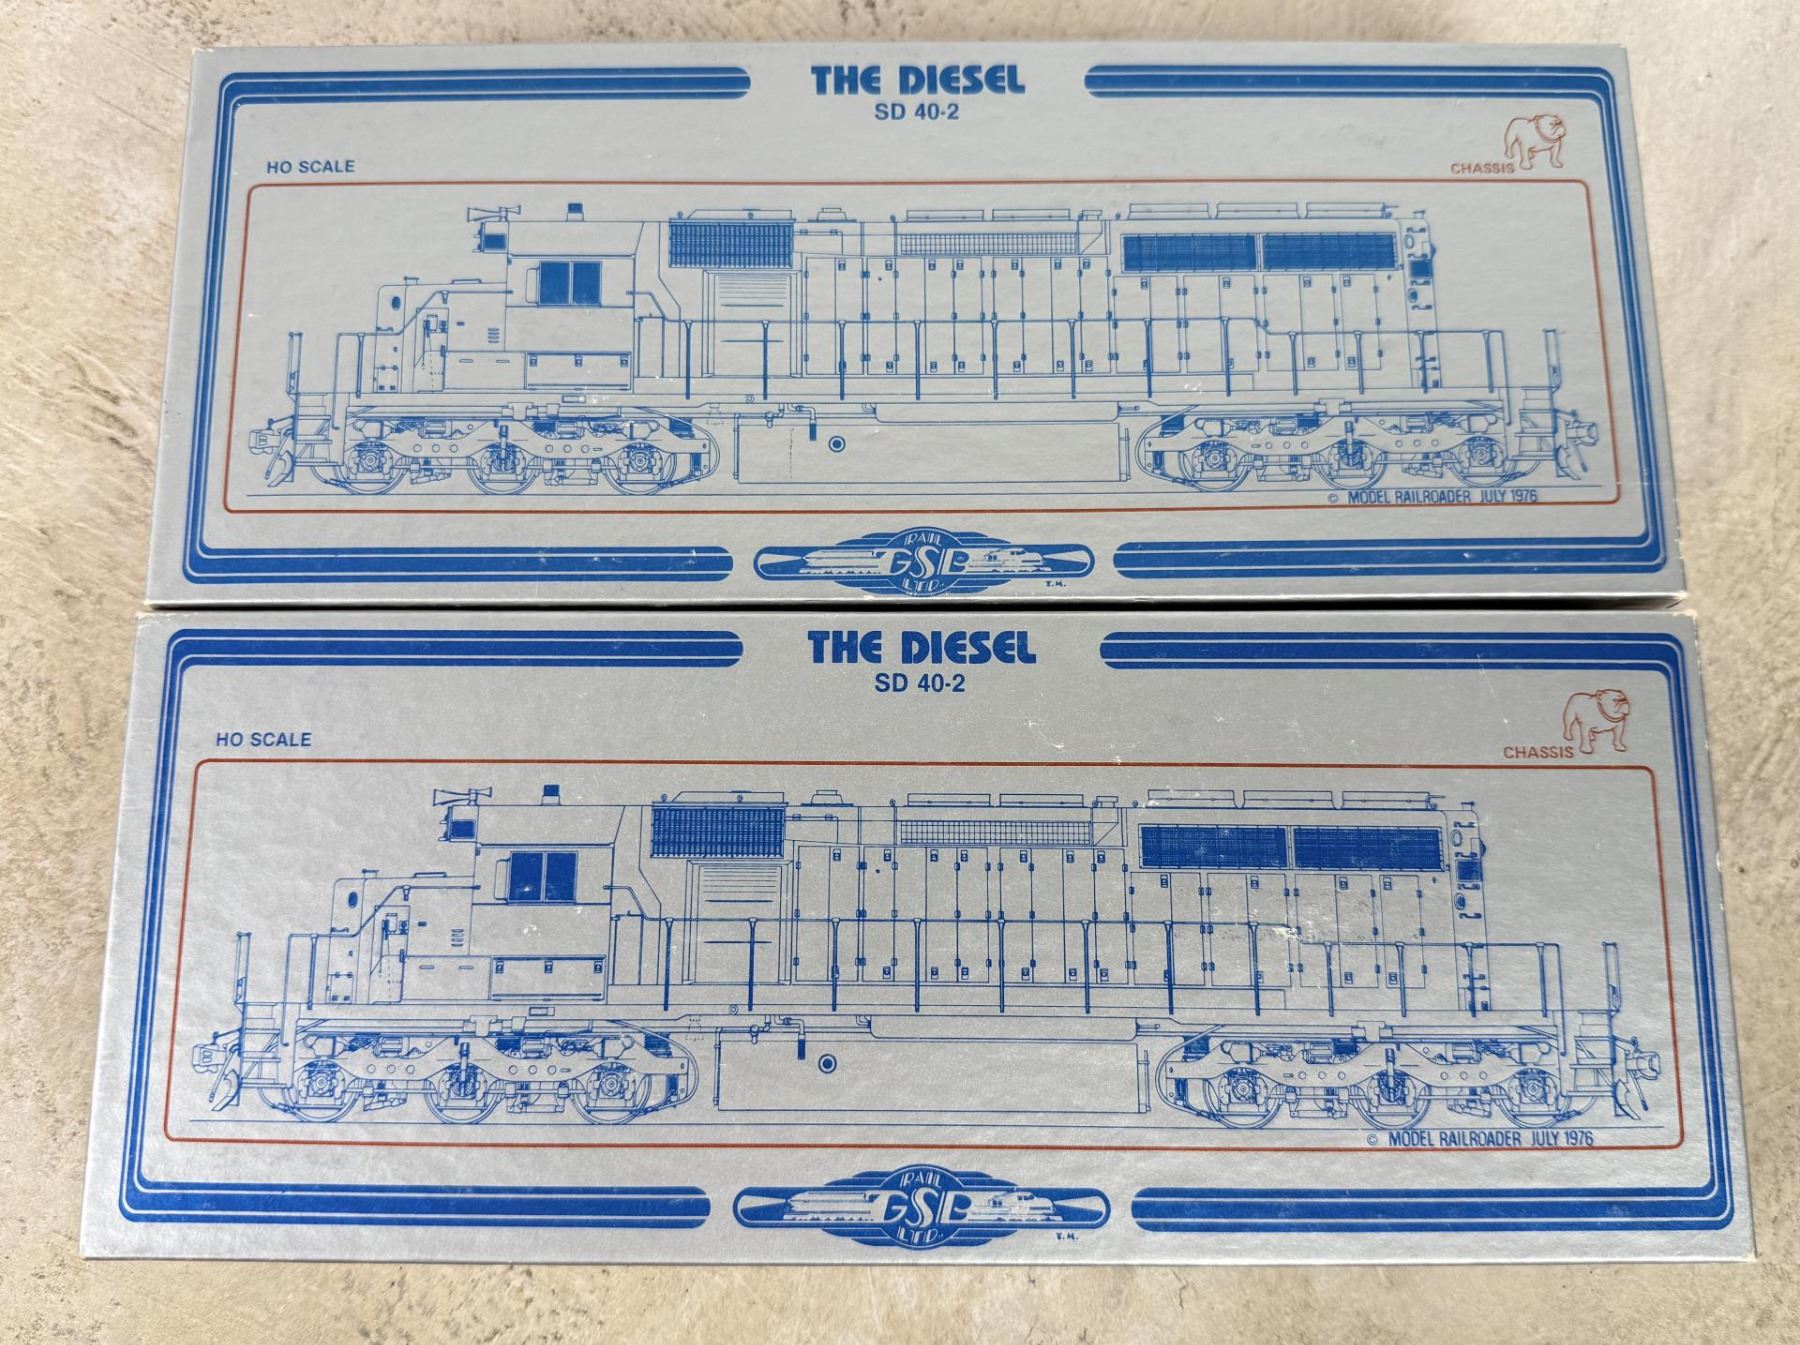 THE DIESEL
SD 40-2
HO SCALE
CHASSIS
© MODEL RAILROADER JULY 1976
RAIL
GSB
LTD.
T.M.
THE DIESEL
SD 40-2
HO SCALE
CHASSIS
© MODEL RAILROADER JULY 1976
RAIL
GSB
LTD.
T.M.